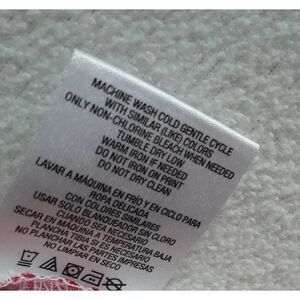 MACHINE WASH COLD GENTLE CYCLE
WITH SIMILAR (LIKE) COLORS
ONLY NON-CHLORINE BLEACH WHEN NEEDED
TUMBLE DRY LOW
WARM IRON IF NEEDED
DO NOT IRON ON PRINT
DO NOT DRY CLEAN
LAVAR A MÁQUINA EN FRÍO Y EN CICLO PARA
ROPA DELICADA
CON COLORES SIMILARES
USAR SOLO BLANQUEADOR SIN CLORO
CUANDO SEA NECESARIO
SECAR EN MAQUINA A TEMPERATURA BAJA
PLANCHA TIBIA SI ES NECESARIO
NO PLANCHAR LAS PARTES IMPRESAS
NO LIMPIAR EN SECO